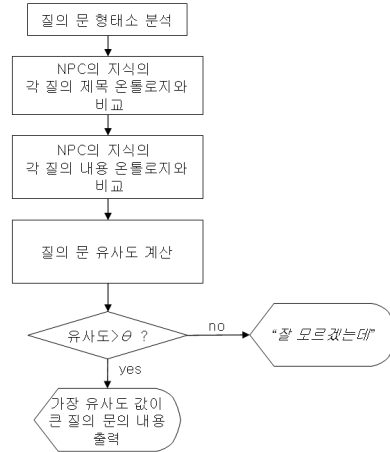 질의 문 형태소 분석
NPC의 지식의
각 질의 제목 온톨로지와
비교
NPC의 지식의
각 질의 내용 온톨로지와
비교
질의 문 유사도 계산
유사도>θ ?
no
"잘 모르겠는데"
yes
가장 유사도 값이
큰 질의 문의 내용
출력